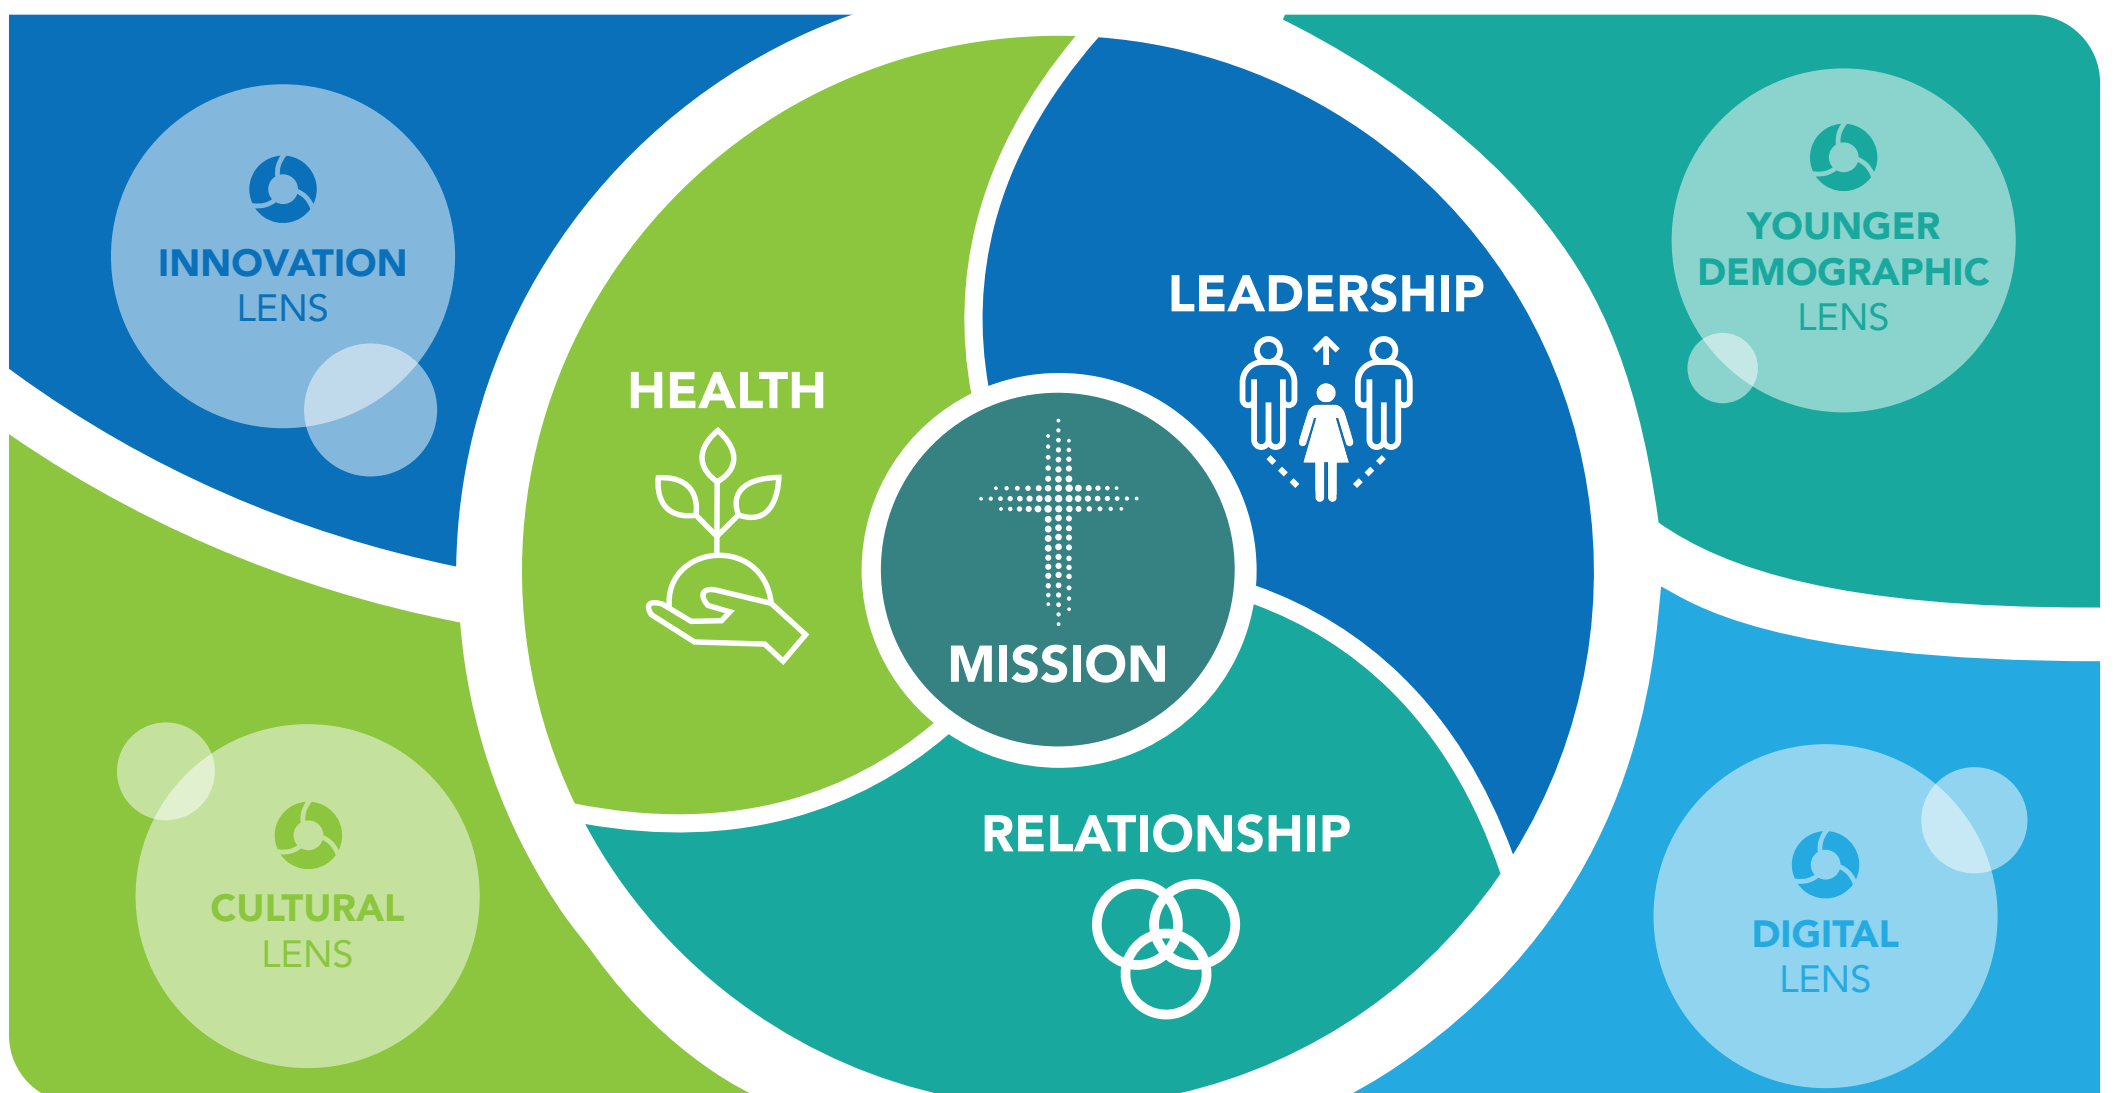 INNOVATION
LENS
YOUNGER
DEMOGRAPHIC
LENS
LEADERSHIP
HEALTH
MISSION
RELATIONSHIP
CULTURAL
LENS
DIGITAL
LENS